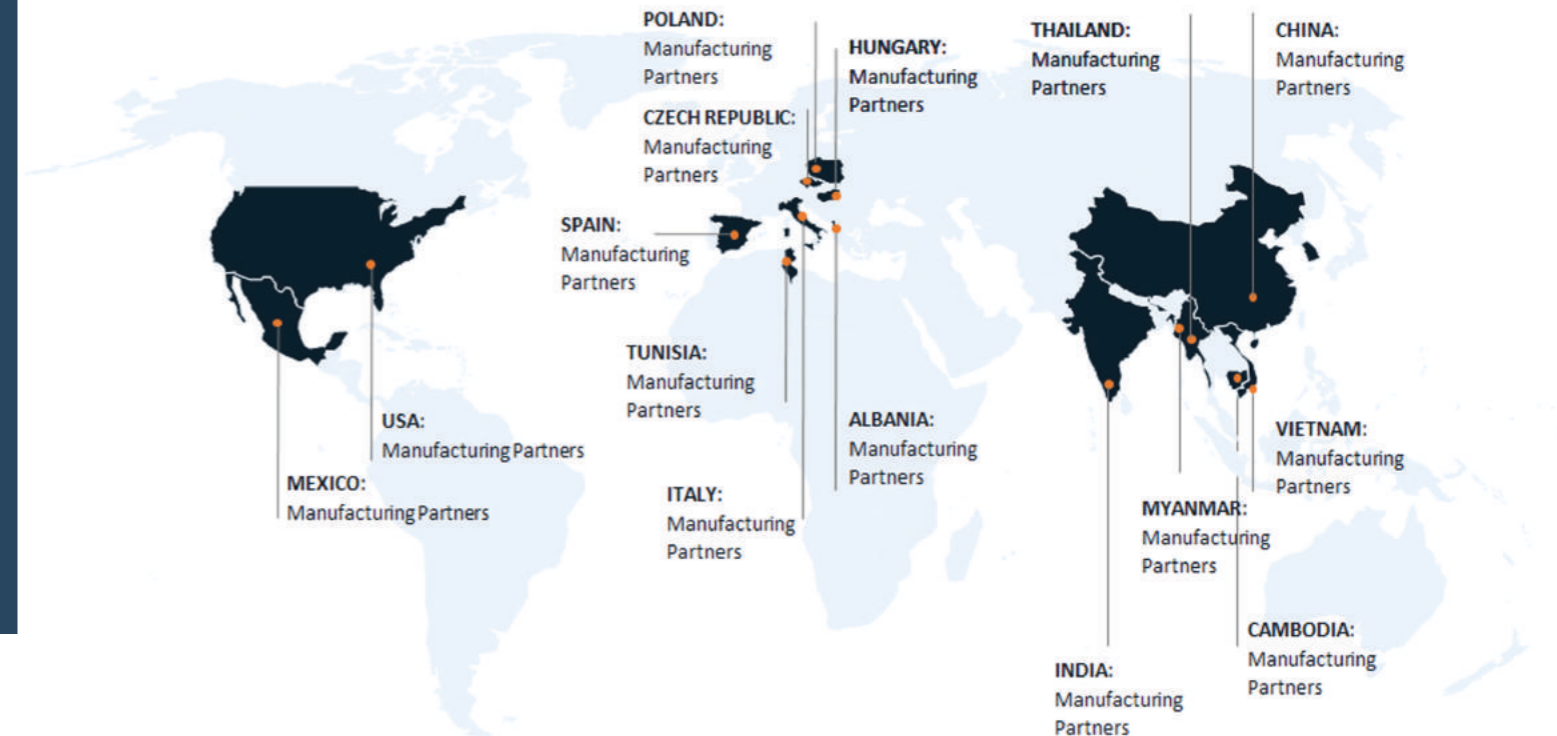 POLAND:
Manufacturing
Partners
HUNGARY:
Manufacturing
Partners
THAILAND:
Manufacturing
Partners
CHINA:
Manufacturing
Partners
CZECH REPUBLIC:
Manufacturing
Partners
SPAIN:
Manufacturing
Partners
TUNISIA:
Manufacturing
Partners
USA:
Manufacturing Partners
ALBANIA:
Manufacturing
Partners
VIETNAM:
Manufacturing
Partners
MEXICO:
Manufacturing Partners
ITALY:
Manufacturing
Partners
MYANMAR:
Manufacturing
Partners
CAMBODIA:
Manufacturing
Partners
INDIA:
Manufacturing
Partners